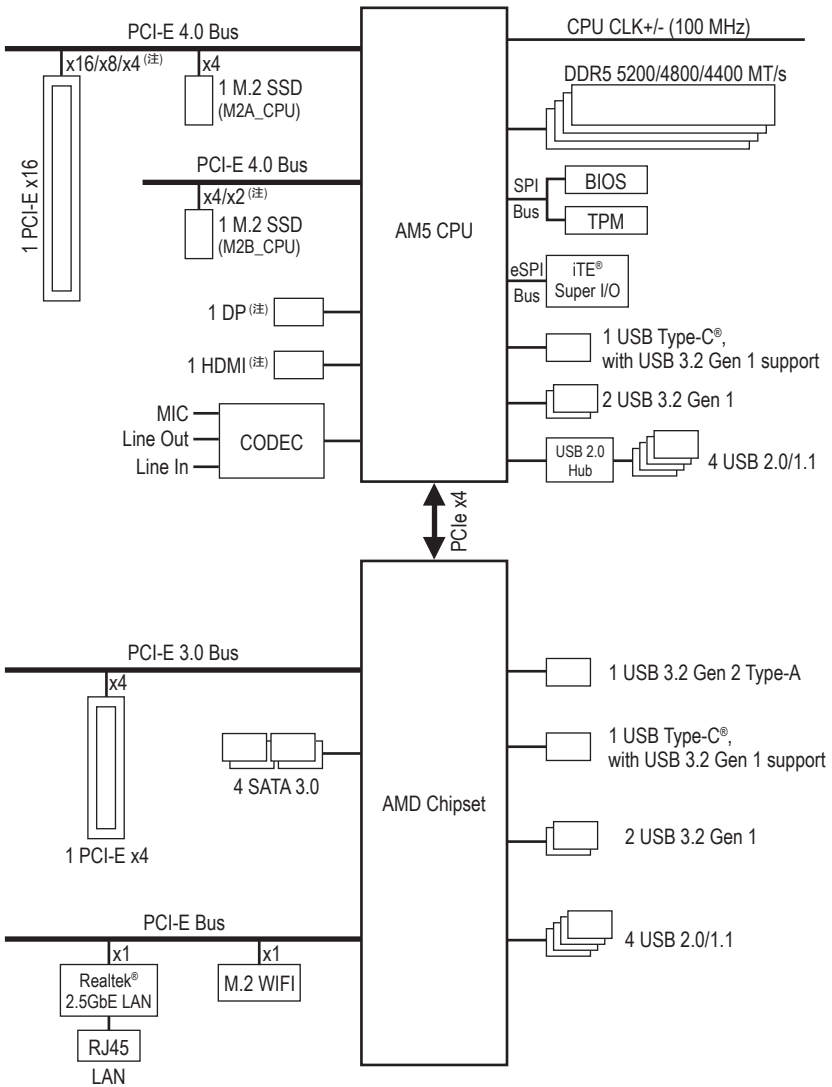 PCI-E 4.0 Bus
x16/x8/x4 (注)
x4
1 M.2 SSD
(M2A_CPU)
1 PCI-E x16
PCI-E 4.0 Bus
x4/x2 (注)
1 M.2 SSD
(M2B_CPU)
1 DP (注)
1 HDMI (注)
MIC
Line Out
Line In
CODEC
AM5 CPU
CPU CLK+/- (100 MHz)
DDR5 5200/4800/4400 MT/s
SPI
Bus
BIOS
TPM
eSPI
Bus
iTE®
Super I/O
1 USB Type-C®,
with USB 3.2 Gen 1 support
2 USB 3.2 Gen 1
USB 2.0
Hub
4 USB 2.0/1.1
PCIe x4
PCI-E 3.0 Bus
x4
1 PCI-E x4
4 SATA 3.0
AMD Chipset
1 USB 3.2 Gen 2 Type-A
1 USB Type-C®,
with USB 3.2 Gen 1 support
2 USB 3.2 Gen 1
4 USB 2.0/1.1
PCI-E Bus
x1
Realtek®
2.5GbE LAN
RJ45
LAN
x1
M.2 WIFI